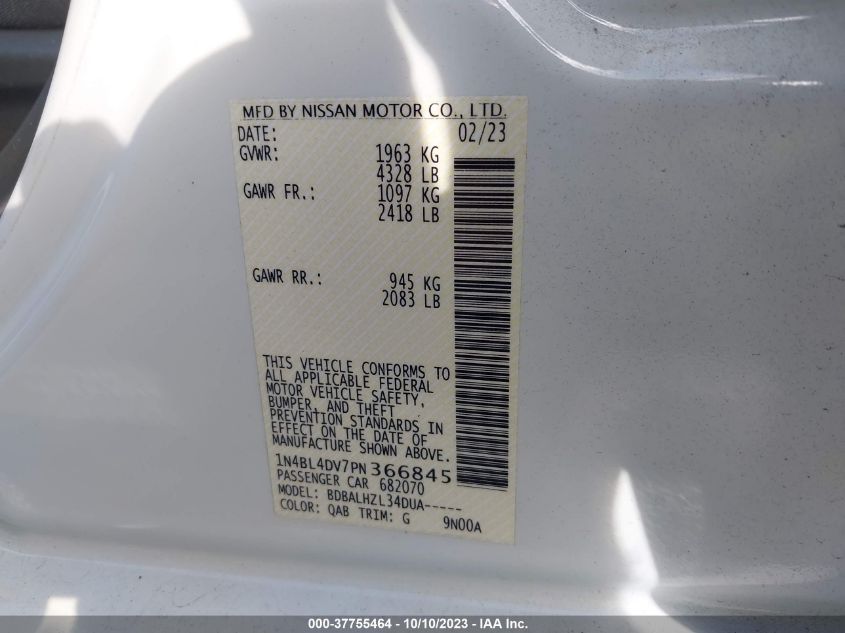 MFD BY NISSAN MOTOR CO., LTD.
DATE: 02/23
GVWR: 1963 KG
4328 LB
GAWR FR.: 1097 KG
2418 LB
GAWR RR.: 945 KG
2083 LB
THIS VEHICLE CONFORMS TO
ALL APPLICABLE FEDERAL
MOTOR VEHICLE SAFETY,
BUMPER, AND THEFT
PREVENTION STANDARDS IN
EFFECT ON THE DATE OF
MANUFACTURE SHOWN ABOVE.
1N4BL4DV7PN366845
PASSENGER CAR 682070
MODEL: BDBALHZL34DUA-----
COLOR: QAB TRIM: G 9N00A
000-37755464 - 10/10/2023 - IAA Inc.